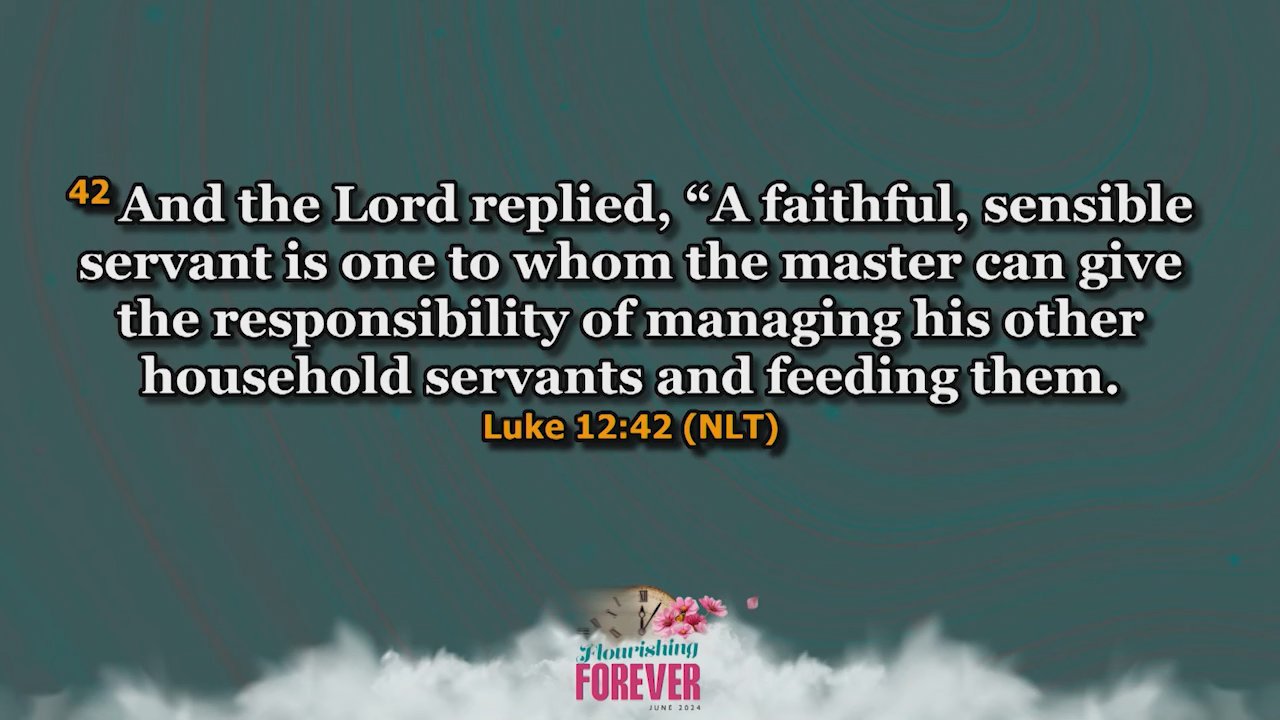 42 And the Lord replied, “A faithful, sensible
servant is one to whom the master can give
the responsibility of managing his other
household servants and feeding them.
Luke 12:42 (NLT)
XII
Flourishing
FOREVER
JUNE 2024